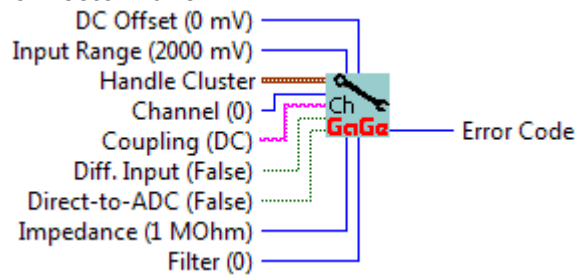 DC Offset (0 mV)
Input Range (2000 mV)
Handle Cluster
Channel (0)
Coupling (DC)
Diff. Input (False)
Direct-to-ADC (False)
Impedance (1 MOhm)
Filter (0)
Ch
GaGe
Error Code